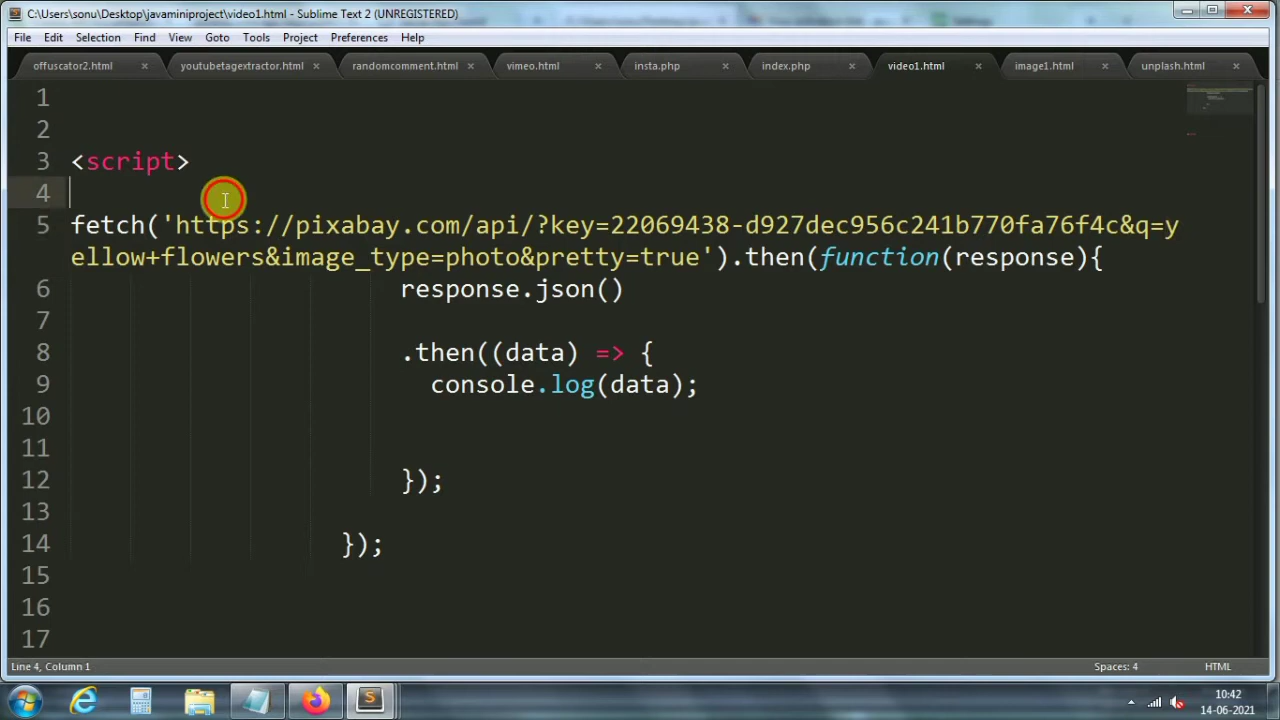 C:\Users\sonu\Desktop\javaminiproject\video1.html - Sublime Text 2 (UNREGISTERED)
File Edit Selection Find View Goto Tools Project Preferences Help
offuscator2.html youtubetagextractor.html randomcomment.html vimeo.html insta.php index.php video1.html image1.html unplash.html
1
2
3 <script>
4
5 fetch('https://pixabay.com/api/?key=22069438-d927dec956c241b770fa76f4c&q=y
ellow+flowers&image_type=photo&pretty=true').then(function(response){
6 response.json()
7
8 .then((data) => {
9 console.log(data);
10
11
12 });
13
14 });
15
16
17
Line 4, Column 1 Spaces: 4 HTML
10:42
14-06-2021